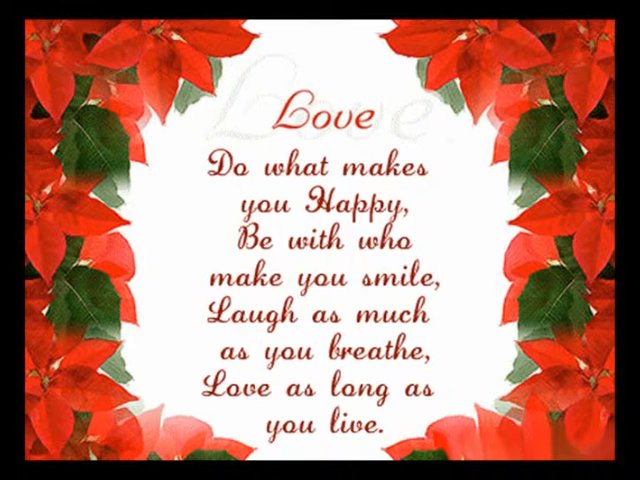 Love
Do what makes
you Happy,
Be with who
make you smile,
Laugh as much
as you breathe,
Love as long as
you live.